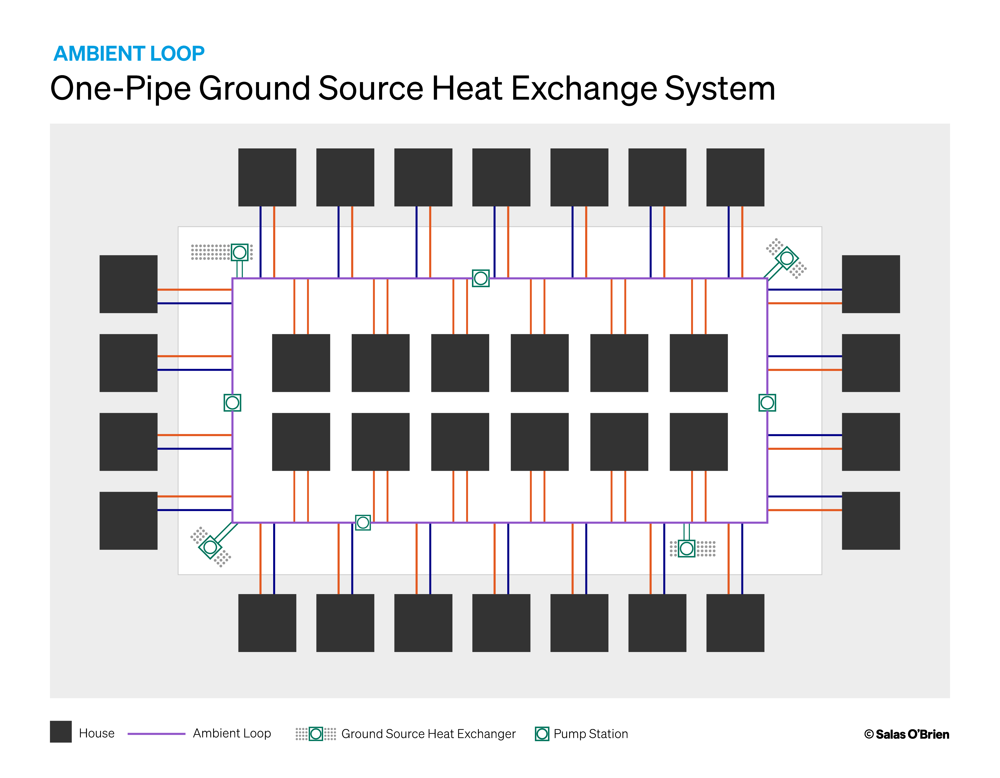 AMBIENT LOOP
One-Pipe Ground Source Heat Exchange System
House
Ambient Loop
Ground Source Heat Exchanger
Pump Station
© Salas O’Brien